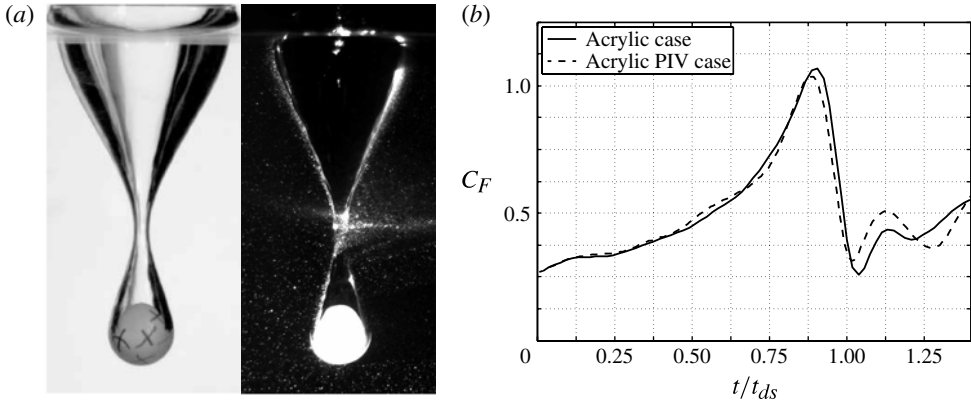 (a)
(b)
Acrylic case
Acrylic PIV case
1.0
C_F
0.5
0
0.25
0.50
0.75
1.00
1.25
t/t_ds